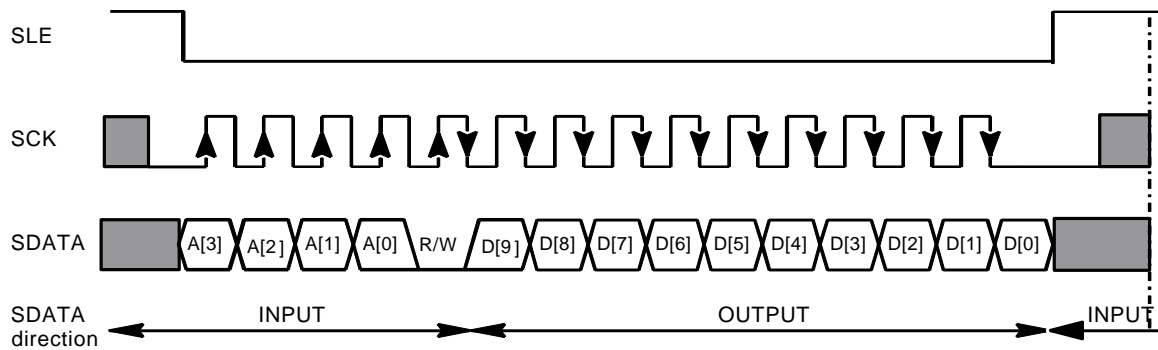 SLE
SCK
SDATA
A[3] A[2] A[1] A[0] R/W D[9] D[8] D[7] D[6] D[5] D[4] D[3] D[2] D[1] D[0]
SDATA
direction
INPUT OUTPUT INPUT